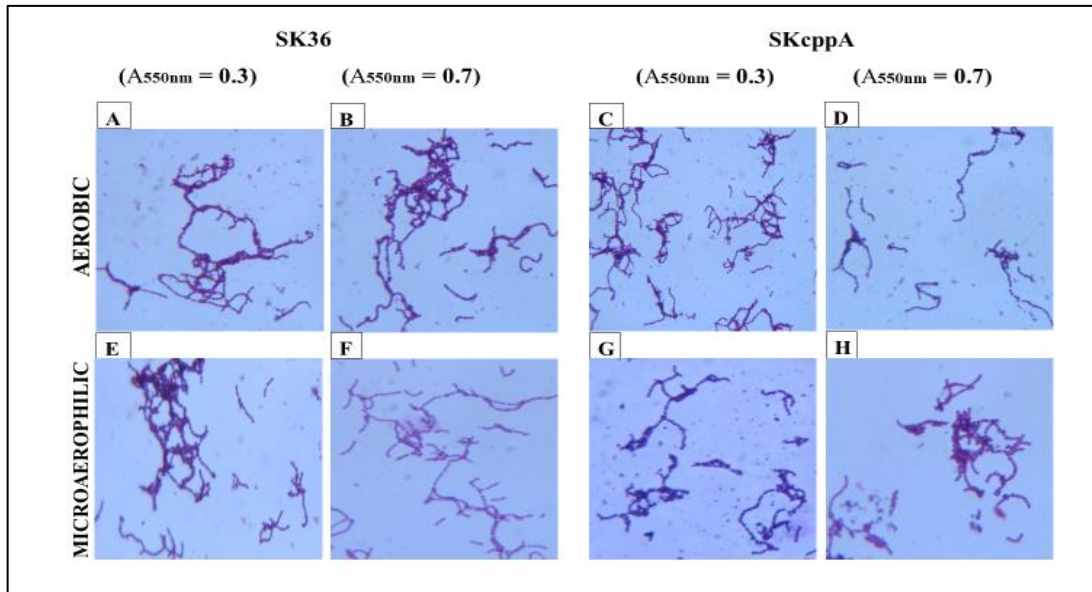 SK36 SKcppA
(A550nm = 0.3) (A550nm = 0.7) (A550nm = 0.3) (A550nm = 0.7)
A B C D
AEROBIC
E F G H
MICROAEROPHILIC